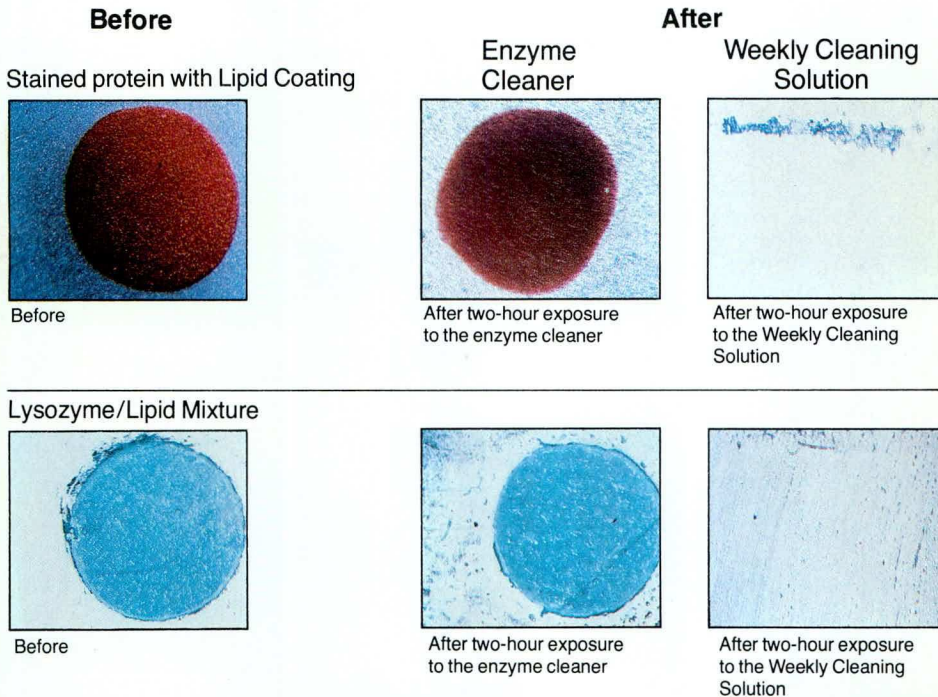 Before
After
Enzyme
Cleaner
Weekly Cleaning
Solution
Stained protein with Lipid Coating
Before
After two-hour exposure
to the enzyme cleaner
After two-hour exposure
to the Weekly Cleaning
Solution
Lysozyme/Lipid Mixture
Before
After two-hour exposure
to the enzyme cleaner
After two-hour exposure
to the Weekly Cleaning
Solution